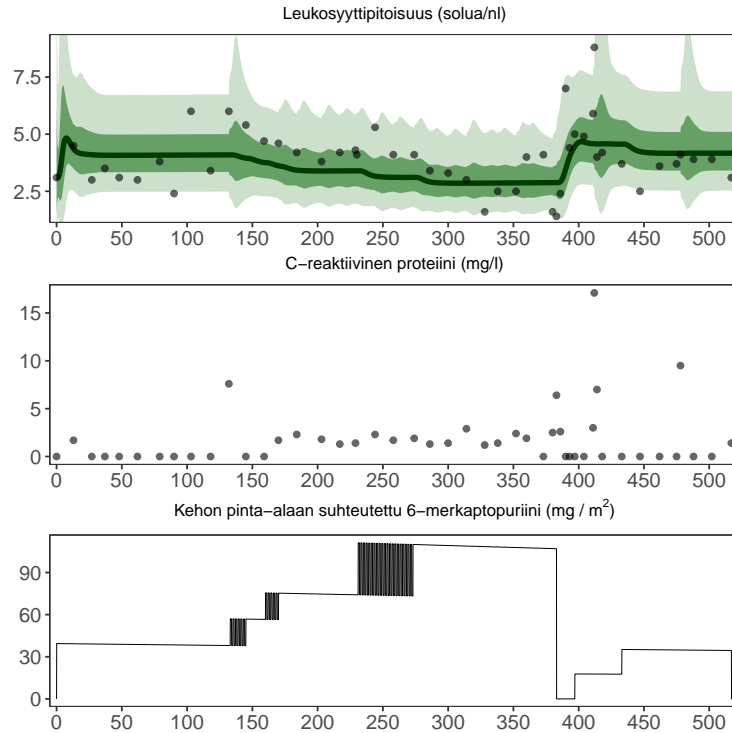 Leukosyyttipitoisuus (solua/nl)
7.5
5.0
2.5
0 50 100 150 200 250 300 350 400 450 500
C−reaktiivinen proteiini (mg/l)
15
10
5
0
0 50 100 150 200 250 300 350 400 450 500
Kehon pinta−alaan suhteutettu 6−merkaptopuriini (mg / m²)
90
60
30
0
0 50 100 150 200 250 300 350 400 450 500